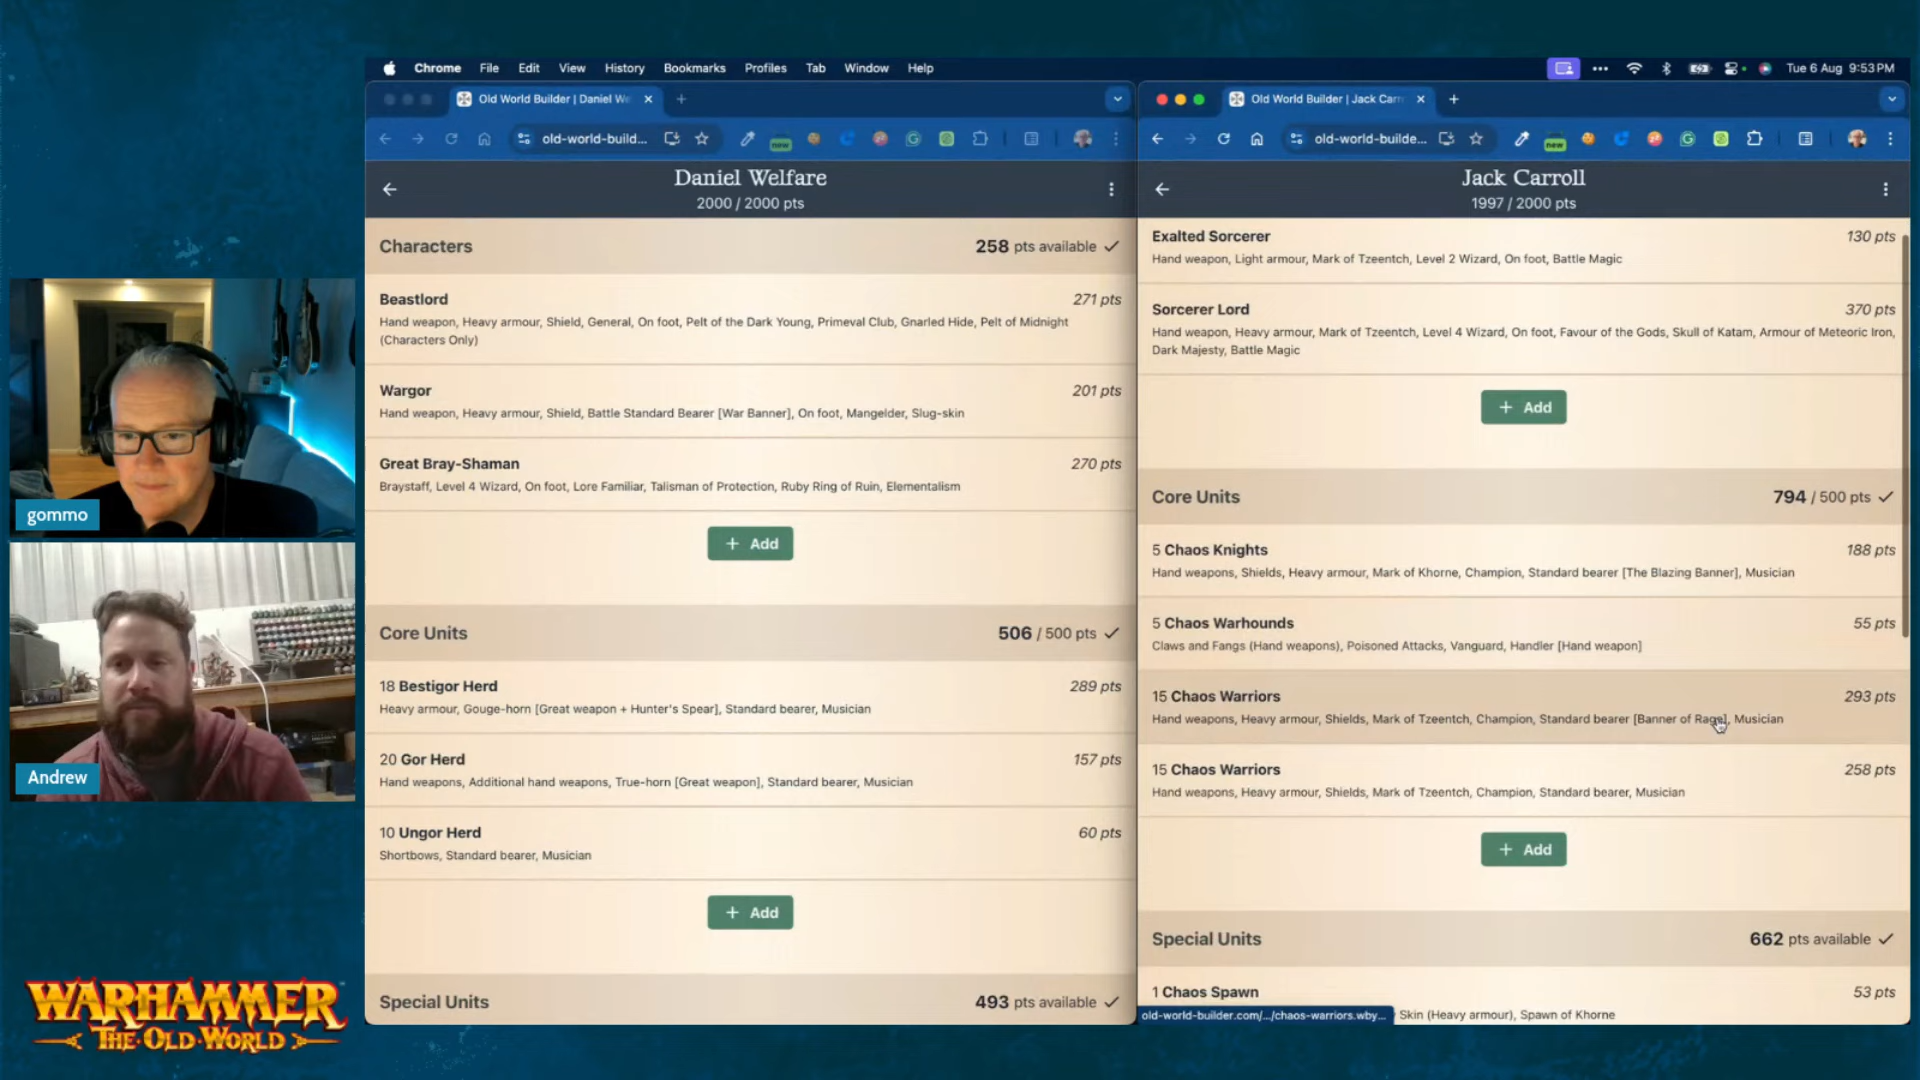 Chrome File Edit View History Bookmarks Profiles Tab Window Help
Tue 6 Aug 9:53 PM
Old World Builder | Daniel We
old-world-build...
new
Daniel Welfare
2000 / 2000 pts
Characters 258 pts available
Beastlord 271 pts
Hand weapon, Heavy armour, Shield, General, On foot, Pelt of the Dark Young, Primeval Club, Gnarled Hide, Pelt of Midnight
(Characters Only)
Wargor 201 pts
Hand weapon, Heavy armour, Shield, Battle Standard Bearer [War Banner], On foot, Mangelder, Slug-skin
Great Bray-Shaman 270 pts
Braystaff, Level 4 Wizard, On foot, Lore Familiar, Talisman of Protection, Ruby Ring of Ruin, Elementalism
+ Add
Core Units 506 / 500 pts
18 Bestigor Herd 289 pts
Heavy armour, Gouge-horn [Great weapon + Hunter's Spear], Standard bearer, Musician
20 Gor Herd 157 pts
Hand weapons, Additional hand weapons, True-horn [Great weapon], Standard bearer, Musician
10 Ungor Herd 60 pts
Shortbows, Standard bearer, Musician
+ Add
Special Units 493 pts available
Old World Builder | Jack Carr
old-world-builde...
new
Jack Carroll
1997 / 2000 pts
Exalted Sorcerer 130 pts
Hand weapon, Light armour, Mark of Tzeentch, Level 2 Wizard, On foot, Battle Magic
Sorcerer Lord 370 pts
Hand weapon, Heavy armour, Mark of Tzeentch, Level 4 Wizard, On foot, Favour of the Gods, Skull of Katam, Armour of Meteoric Iron,
Dark Majesty, Battle Magic
+ Add
Core Units 794 / 500 pts
5 Chaos Knights 188 pts
Hand weapons, Shields, Heavy armour, Mark of Khorne, Champion, Standard bearer [The Blazing Banner], Musician
5 Chaos Warhounds 55 pts
Claws and Fangs (Hand weapons), Poisoned Attacks, Vanguard, Handler [Hand weapon]
15 Chaos Warriors 293 pts
Hand weapons, Heavy armour, Shields, Mark of Tzeentch, Champion, Standard bearer [Banner of Rage], Musician
15 Chaos Warriors 258 pts
Hand weapons, Heavy armour, Shields, Mark of Tzeentch, Champion, Standard bearer, Musician
+ Add
Special Units 662 pts available
1 Chaos Spawn 53 pts
old-world-builder.com/.../chaos-warriors.wby... Skin (Heavy armour), Spawn of Khorne
gommo
Andrew
WARHAMMER
THE OLD WORLD